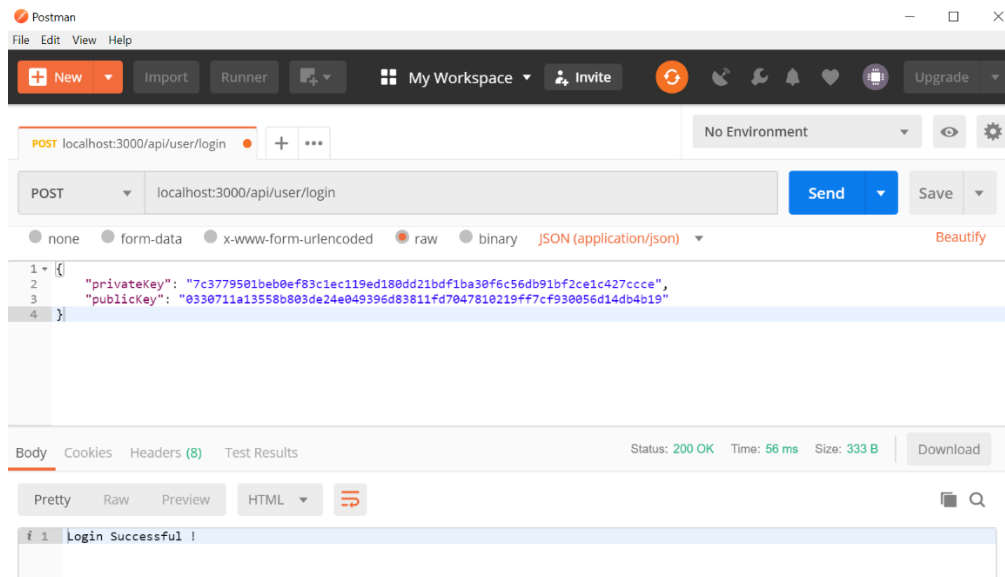 Postman
File Edit View Help
New Import Runner My Workspace Invite Upgrade
POST localhost:3000/api/user/login No Environment
POST localhost:3000/api/user/login Send Save
none form-data x-www-form-urlencoded raw binary JSON (application/json) Beautify
1 {
2 "privateKey": "7c3779501beb0ef83c1ec119ed180dd21bdf1ba30f6c56db91bf2ce1c427ccce",
3 "publicKey": "0330711a13558b803de24e049396d83811fd7047810219ff7cf930056d14db4b19"
4 }
Body Cookies Headers (8) Test Results Status: 200 OK Time: 56 ms Size: 333 B Download
Pretty Raw Preview HTML
i 1 Login Successful !